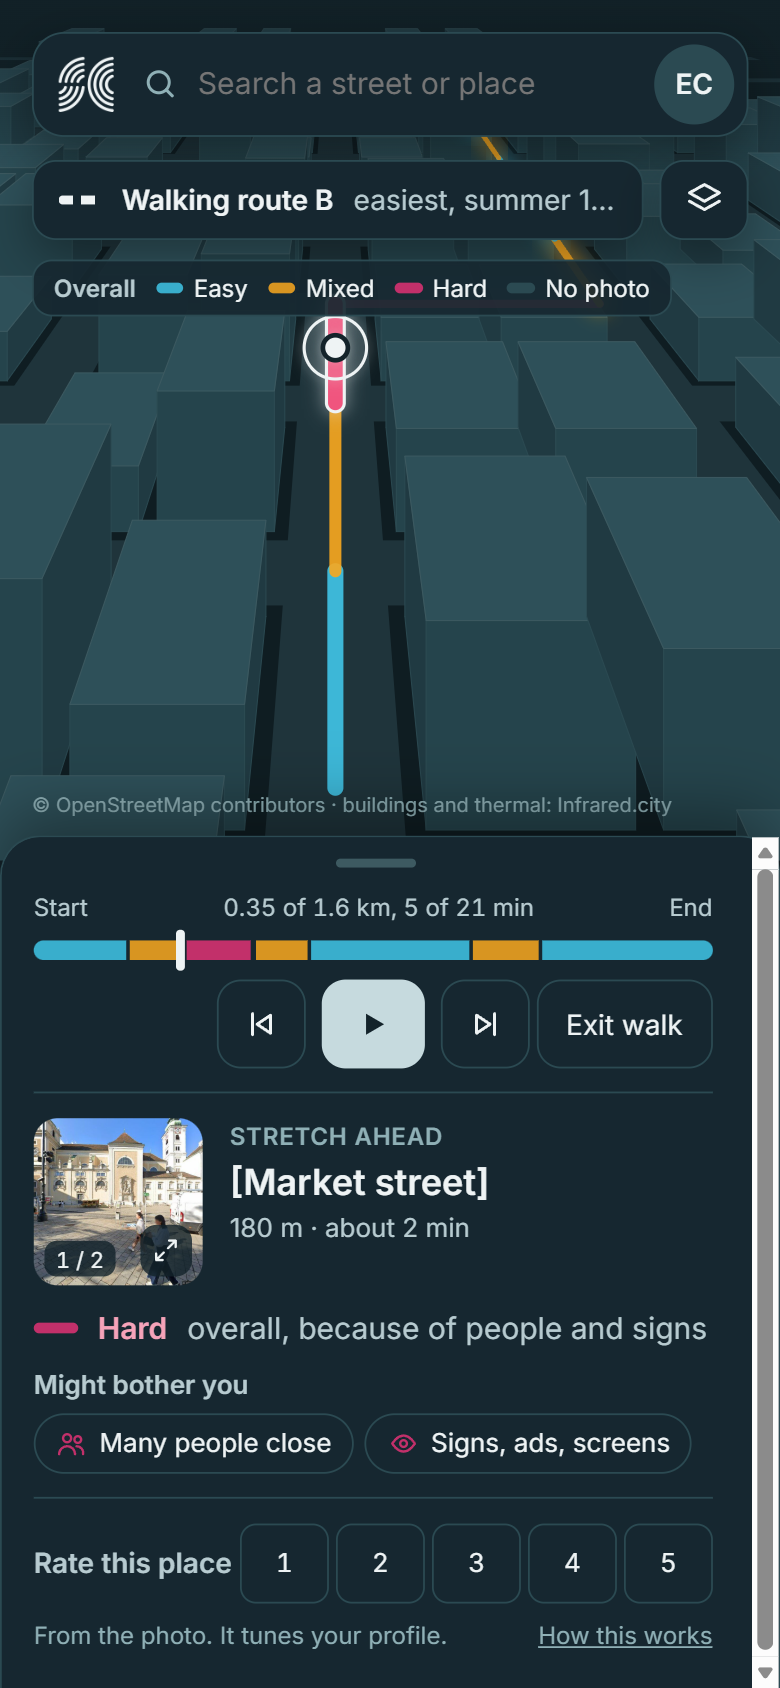 Search a street or place
EC
Walking route B easiest, summer 1...
Overall Easy Mixed Hard No photo
© OpenStreetMap contributors · buildings and thermal: Infrared.city
Start 0.35 of 1.6 km, 5 of 21 min End
Exit walk
STRETCH AHEAD
[Market street]
180 m · about 2 min
1 / 2
Hard overall, because of people and signs
Might bother you
Many people close Signs, ads, screens
Rate this place 1 2 3 4 5
From the photo. It tunes your profile. How this works